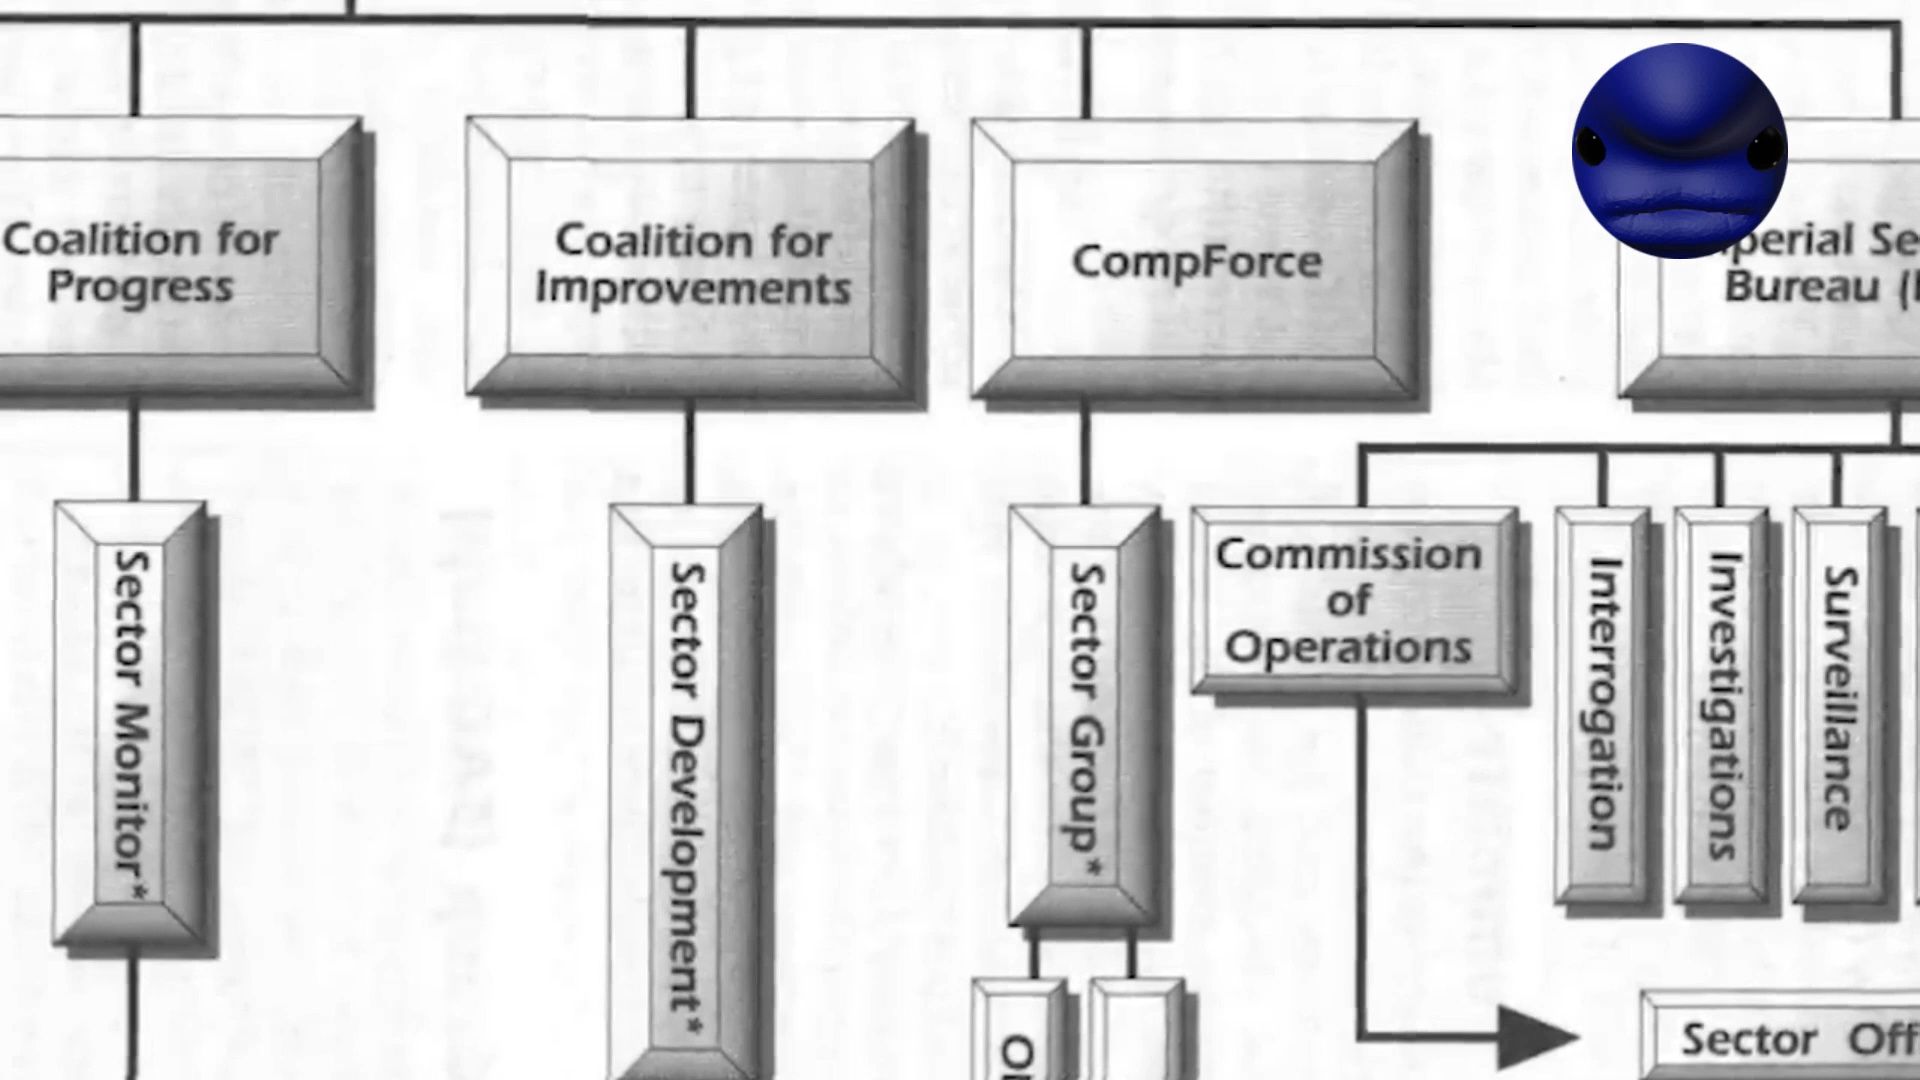 Coalition for
Progress
Coalition for
Improvements
CompForce
Bureau
Sector Monitor*
Sector Development*
Sector Group*
Commission
of
Operations
Interrogation
Investigations
Surveillance
Sector